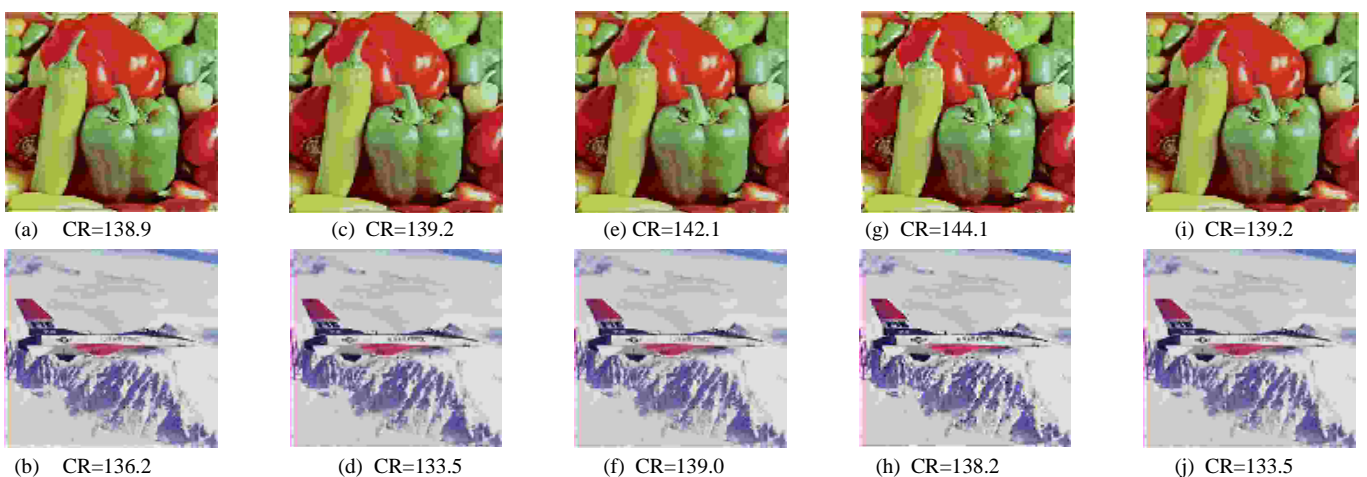 (a) CR=138.9
(c) CR=139.2
(e) CR=142.1
(g) CR=144.1
(i) CR=139.2
(b) CR=136.2
(d) CR=133.5
(f) CR=139.0
(h) CR=138.2
(j) CR=133.5